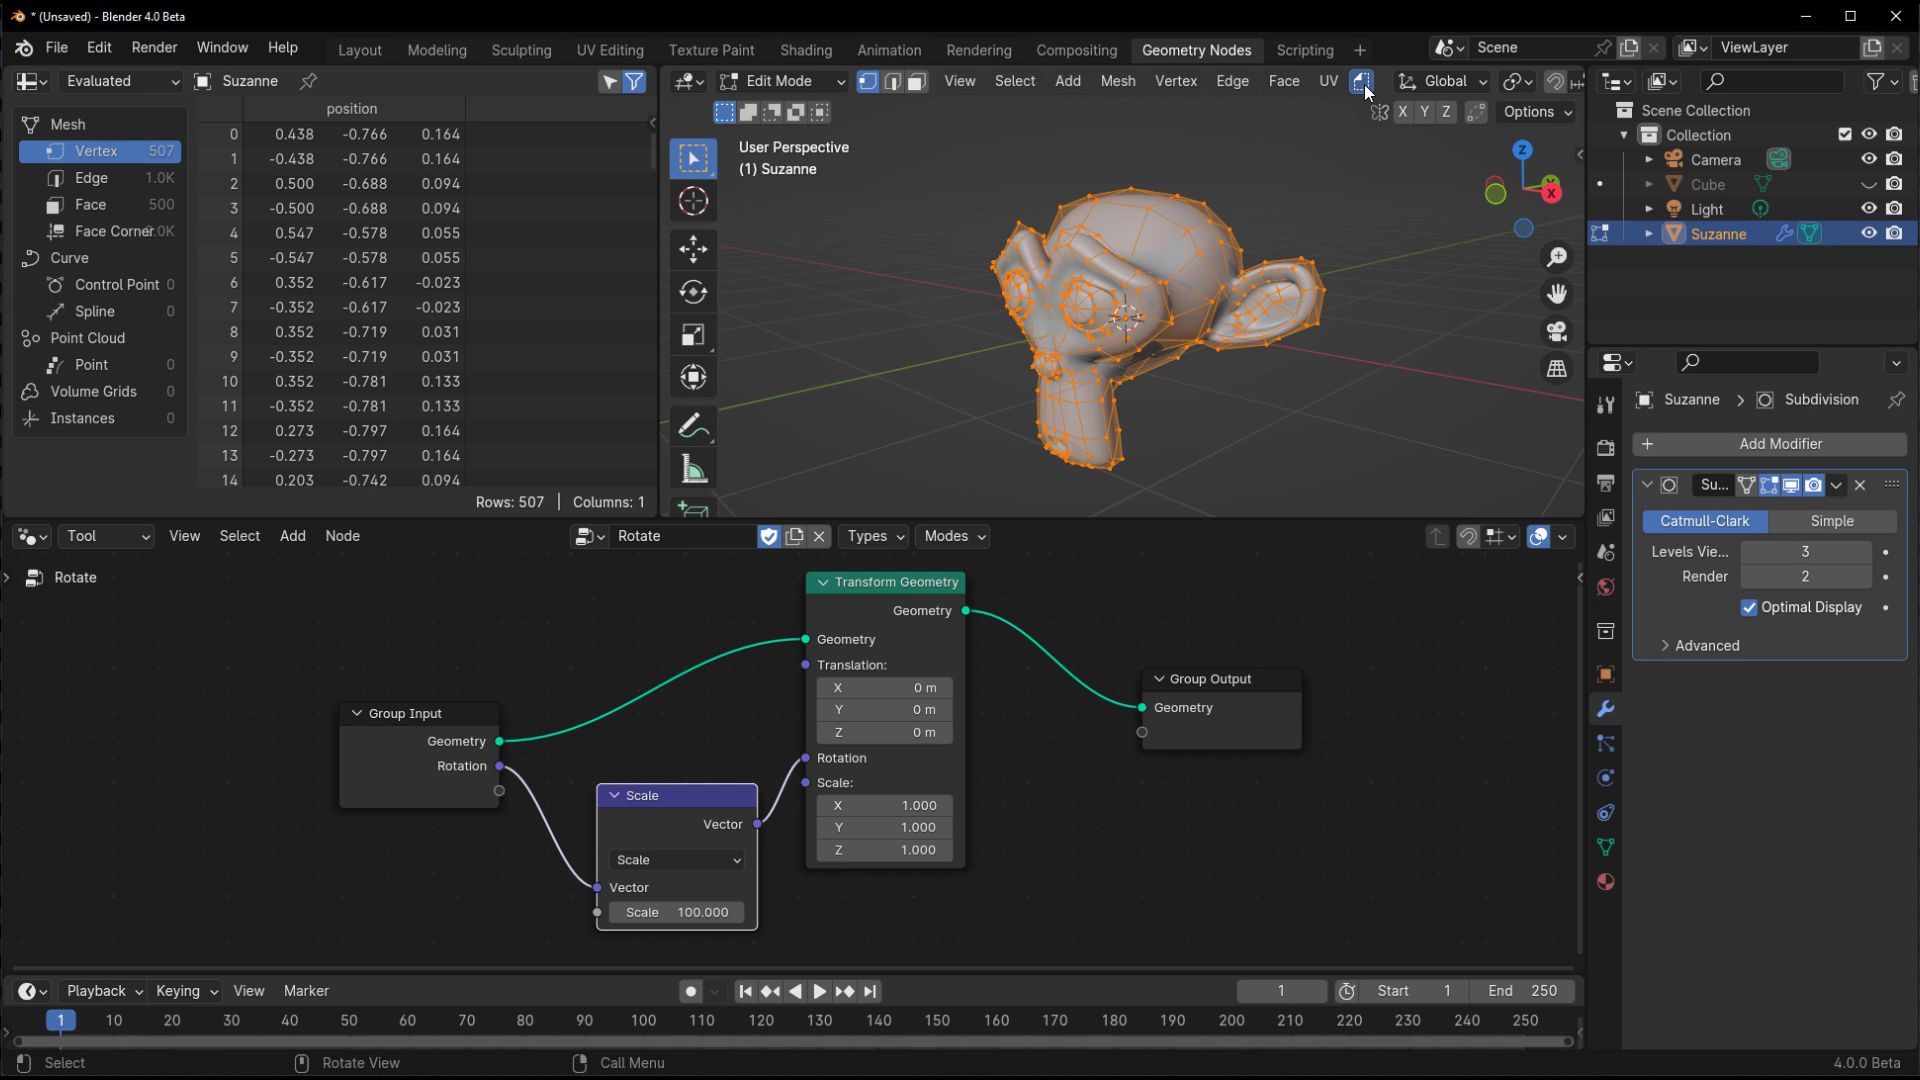 * (Unsaved) - Blender 4.0 Beta
File Edit Render Window Help Layout Modeling Sculpting UV Editing Texture Paint Shading Animation Rendering Compositing Geometry Nodes Scripting + Scene ViewLayer
Evaluated Suzanne
Mesh
Vertex 507
Edge 1.0K
Face 500
Face Corner 2.0K
Curve
Control Point 0
Spline 0
Point Cloud
Point 0
Volume Grids 0
Instances 0
position
0 0.438 -0.766 0.164
1 -0.438 -0.766 0.164
2 0.500 -0.688 0.094
3 -0.500 -0.688 0.094
4 0.547 -0.578 0.055
5 -0.547 -0.578 0.055
6 0.352 -0.617 -0.023
7 -0.352 -0.617 -0.023
8 0.352 -0.719 0.031
9 -0.352 -0.719 0.031
10 0.352 -0.781 0.133
11 -0.352 -0.781 0.133
12 0.273 -0.797 0.164
13 -0.273 -0.797 0.164
14 0.203 -0.742 0.094
Rows: 507 | Columns: 1
Edit Mode View Select Add Mesh Vertex Edge Face UV Global
X Y Z Options
User Perspective
(1) Suzanne
Z
Y
X
Scene Collection
Collection
Camera
Cube
Light
Suzanne
Suzanne > Subdivision
+ Add Modifier
Su...
Catmull-Clark Simple
Levels Vie... 3
Render 2
Optimal Display
> Advanced
Tool View Select Add Node Rotate Types Modes
Rotate
Group Input
Geometry
Rotation
Scale
Vector
Scale
Vector
Scale 100.000
Transform Geometry
Geometry
Geometry
Translation:
X 0 m
Y 0 m
Z 0 m
Rotation
Scale:
X 1.000
Y 1.000
Z 1.000
Group Output
Geometry
Playback Keying View Marker 1 Start 1 End 250
1 10 20 30 40 50 60 70 80 90 100 110 120 130 140 150 160 170 180 190 200 210 220 230 240 250
Select Rotate View Call Menu 4.0.0 Beta